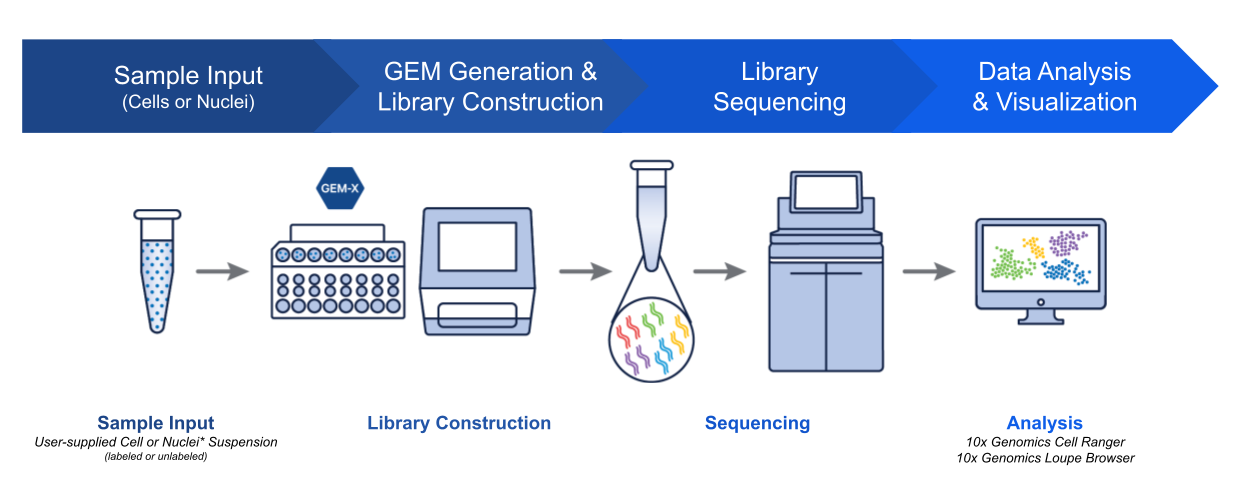 Sample Input
(Cells or Nuclei)
GEM Generation &
Library Construction
Library
Sequencing
Data Analysis
& Visualization
GEM-X
Sample Input
User-supplied Cell or Nuclei* Suspension
(labeled or unlabeled)
Library Construction
Sequencing
Analysis
10x Genomics Cell Ranger
10x Genomics Loupe Browser